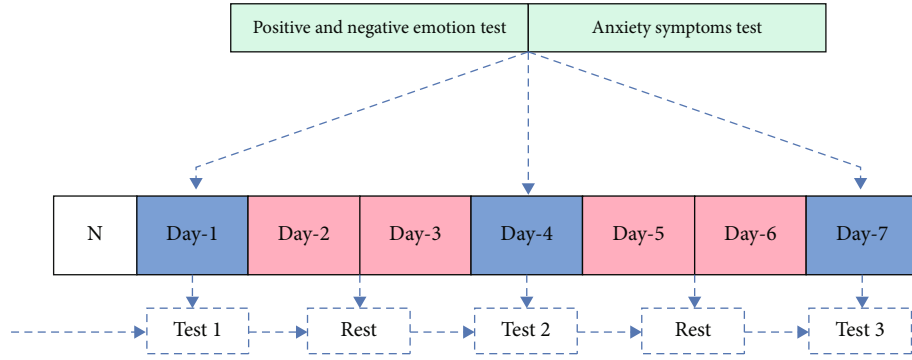 Positive and negative emotion test
Anxiety symptoms test
N
Day-1
Day-2
Day-3
Day-4
Day-5
Day-6
Day-7
Test 1
Rest
Test 2
Rest
Test 3